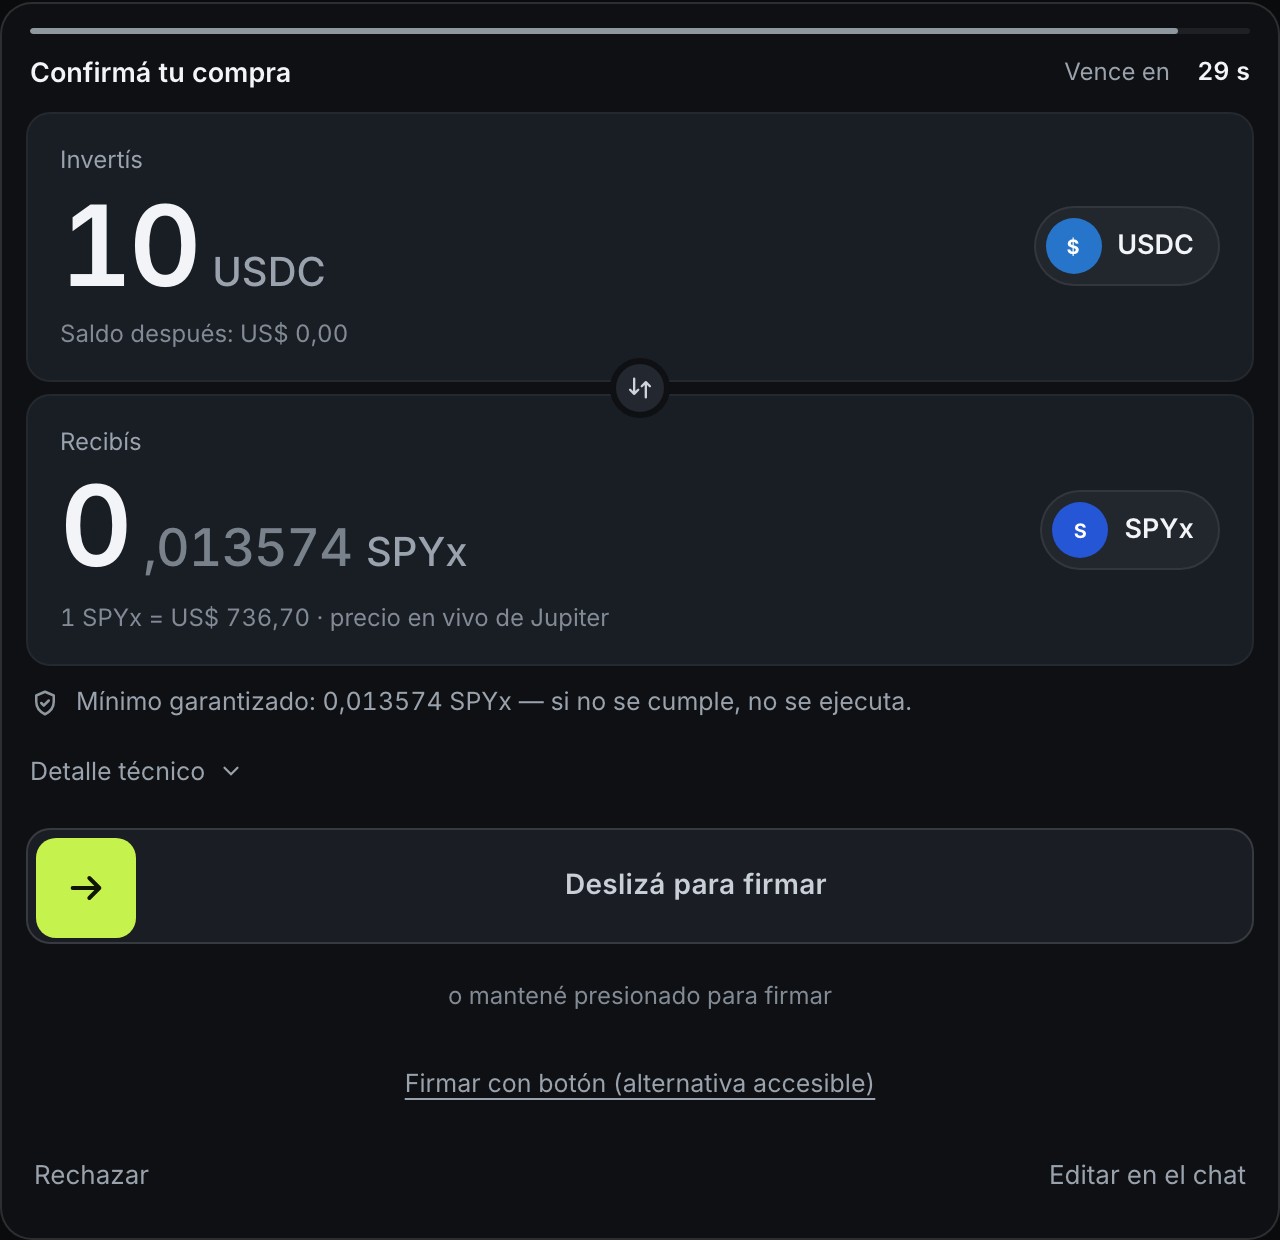 Confirmá tu compra
Vence en 29 s
Invertís
10 USDC
$ USDC
Saldo después: US$ 0,00
Recibís
0,013574 SPYx
S SPYx
1 SPYx = US$ 736,70 · precio en vivo de Jupiter
Mínimo garantizado: 0,013574 SPYx — si no se cumple, no se ejecuta.
Detalle técnico
Deslizá para firmar
o mantené presionado para firmar
Firmar con botón (alternativa accesible)
Rechazar
Editar en el chat